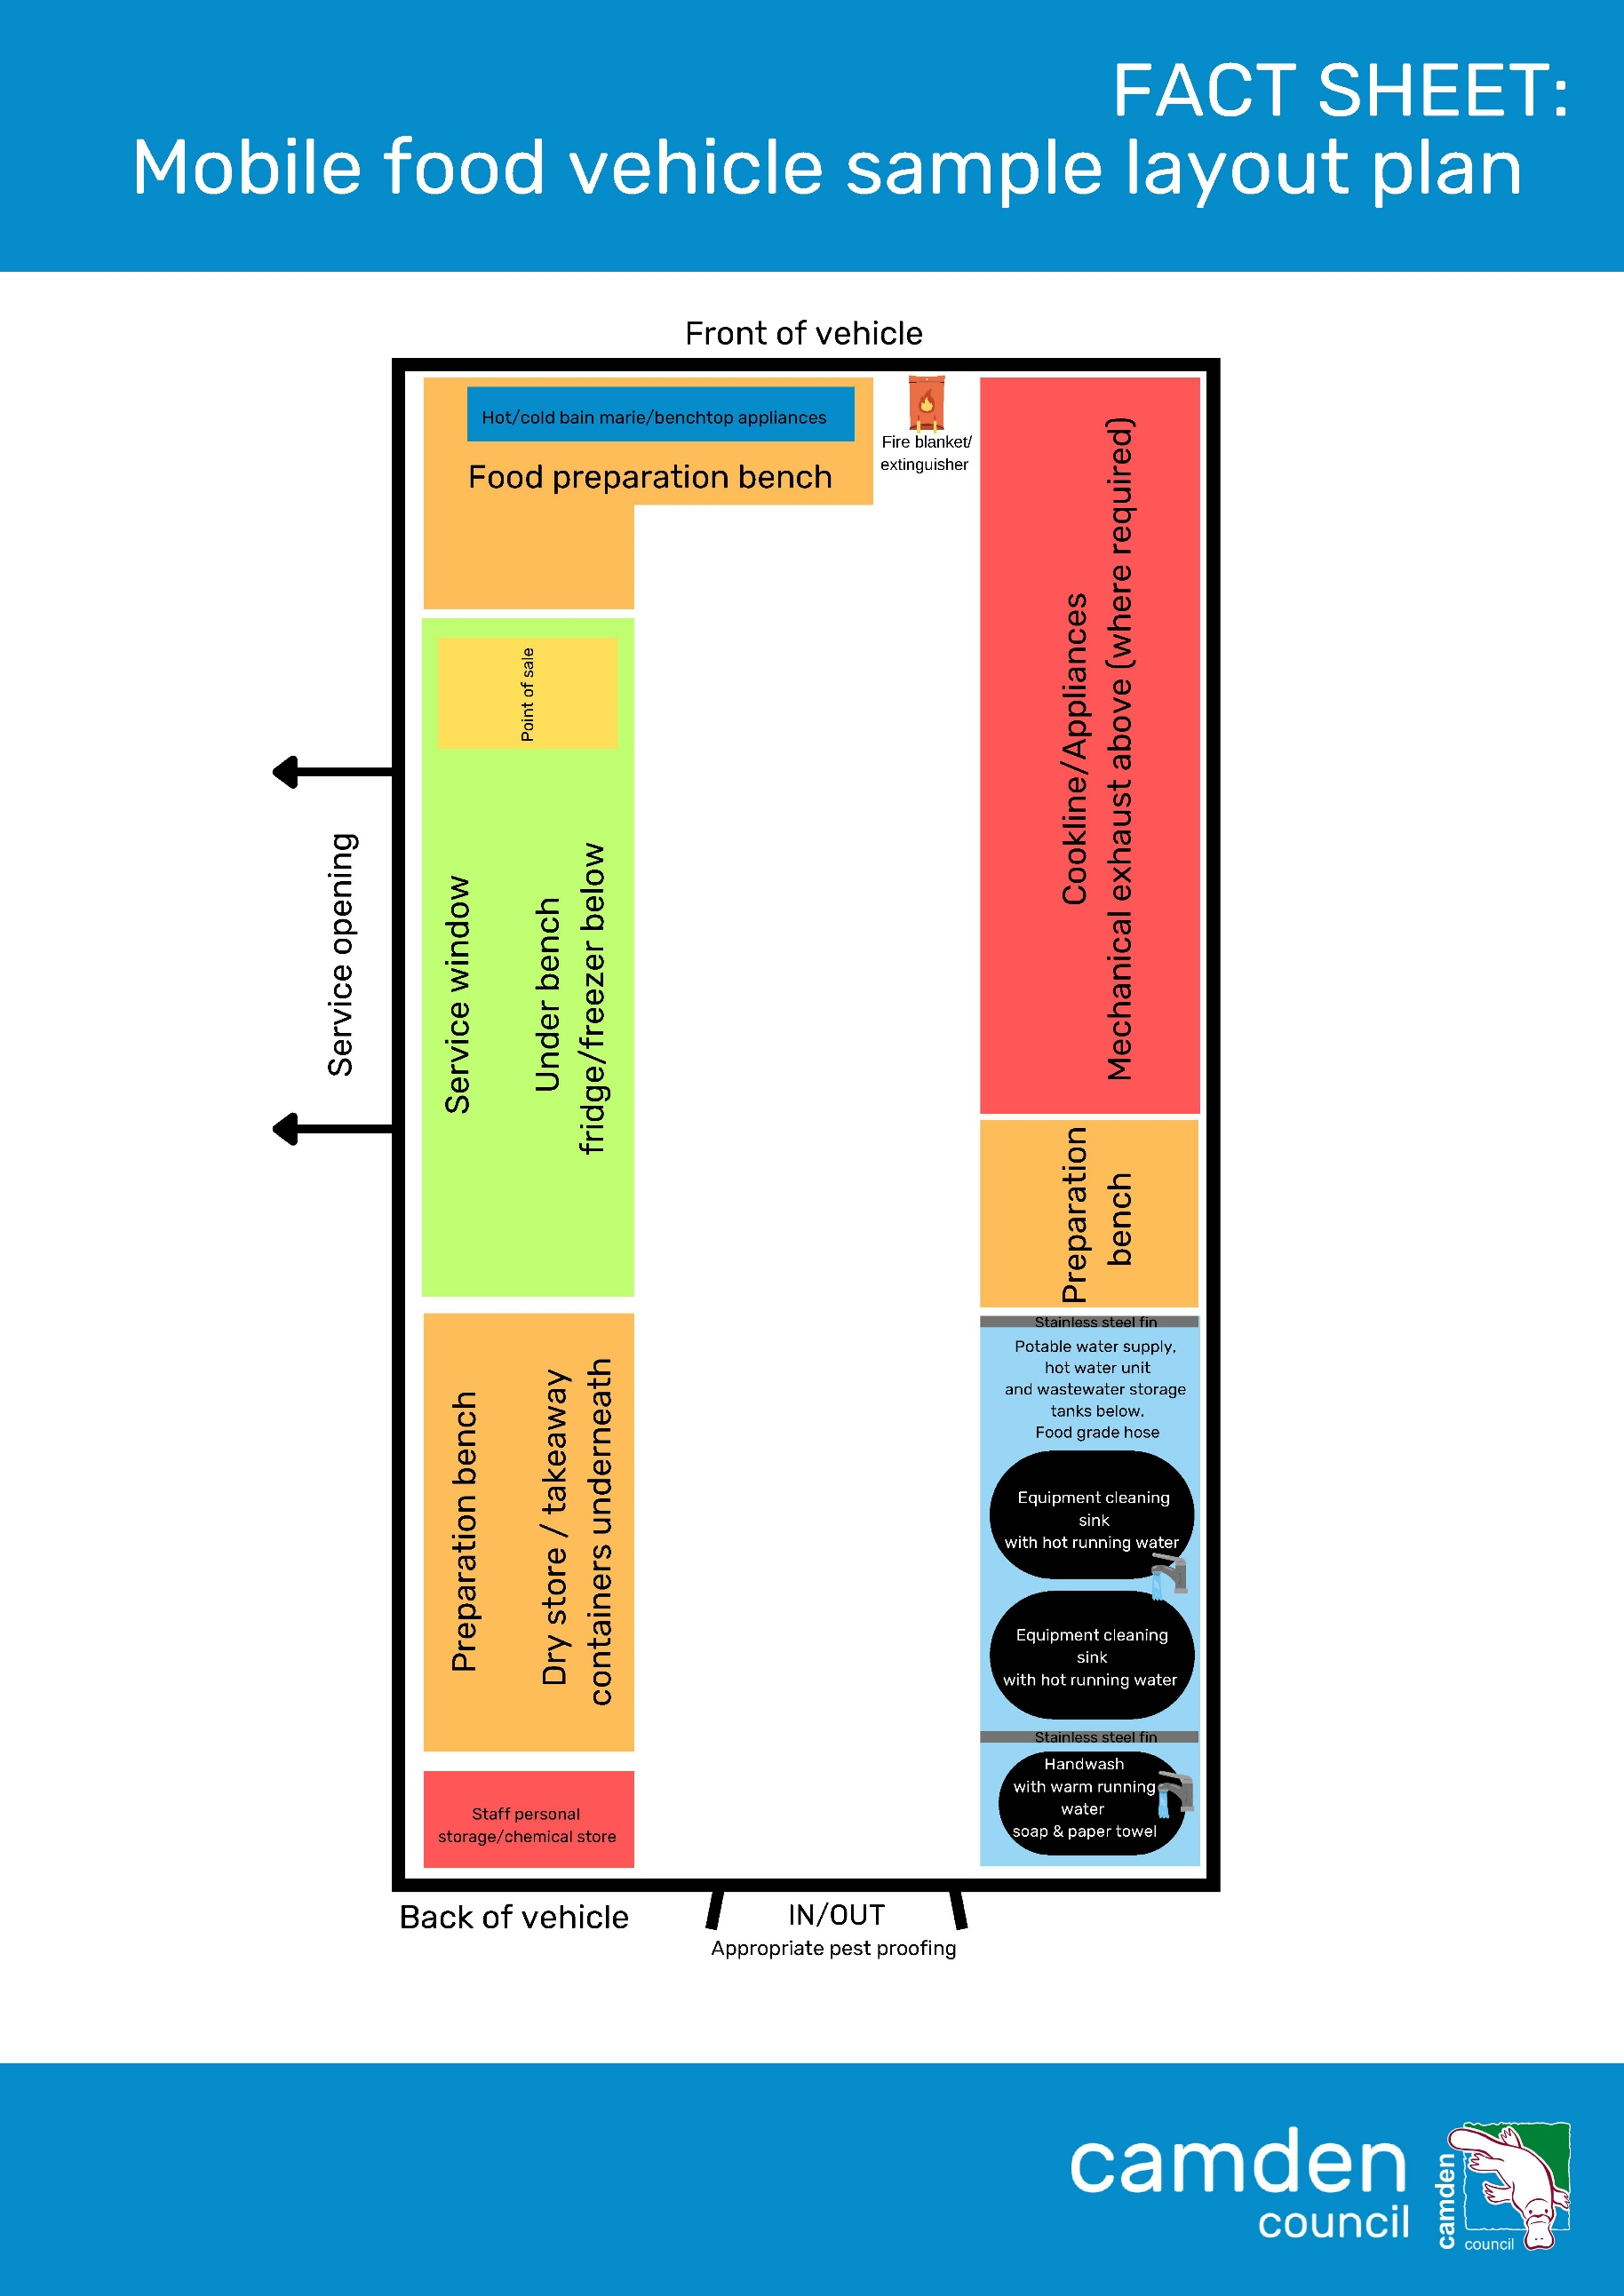 FACT SHEET:
Mobile food vehicle sample layout plan
Front of vehicle
Hot/cold bain marie/benchtop appliances
Food preparation bench
Fire blanket/
extinguisher
Cookline/Appliances
Mechanical exhaust above (where required)
Point of sale
Service opening
Service window
Under bench
fridge/freezer below
Preparation
bench
Preparation bench
Dry store / takeaway
containers underneath
Stainless steel fin
Potable water supply,
hot water unit
and wastewater storage
tanks below.
Food grade hose
Equipment cleaning
sink
with hot running water
Equipment cleaning
sink
with hot running water
Stainless steel fin
Handwash
with warm running
water
soap & paper towel
Staff personal
storage/chemical store
Back of vehicle
IN/OUT
Appropriate pest proofing
camden
council
camden
council